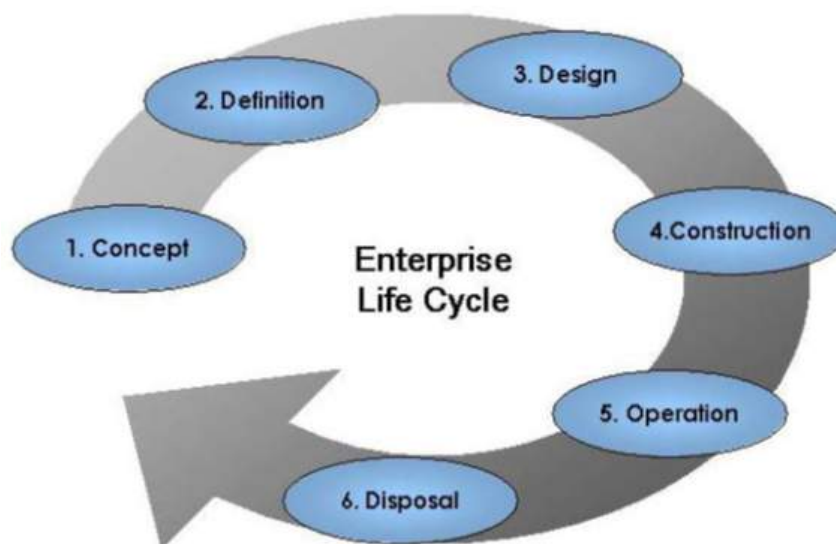 1. Concept
2. Definition
3. Design
4.Construction
5. Operation
6. Disposal
Enterprise
Life Cycle